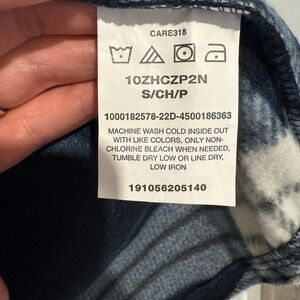 CARE318
10ZHCZP2N
S/CH/P
1000182578-22D-4500186363
MACHINE WASH COLD INSIDE OUT
WITH LIKE COLORS, ONLY NON-
CHLORINE BLEACH WHEN NEEDED,
TUMBLE DRY LOW OR LINE DRY,
LOW IRON
191056205140